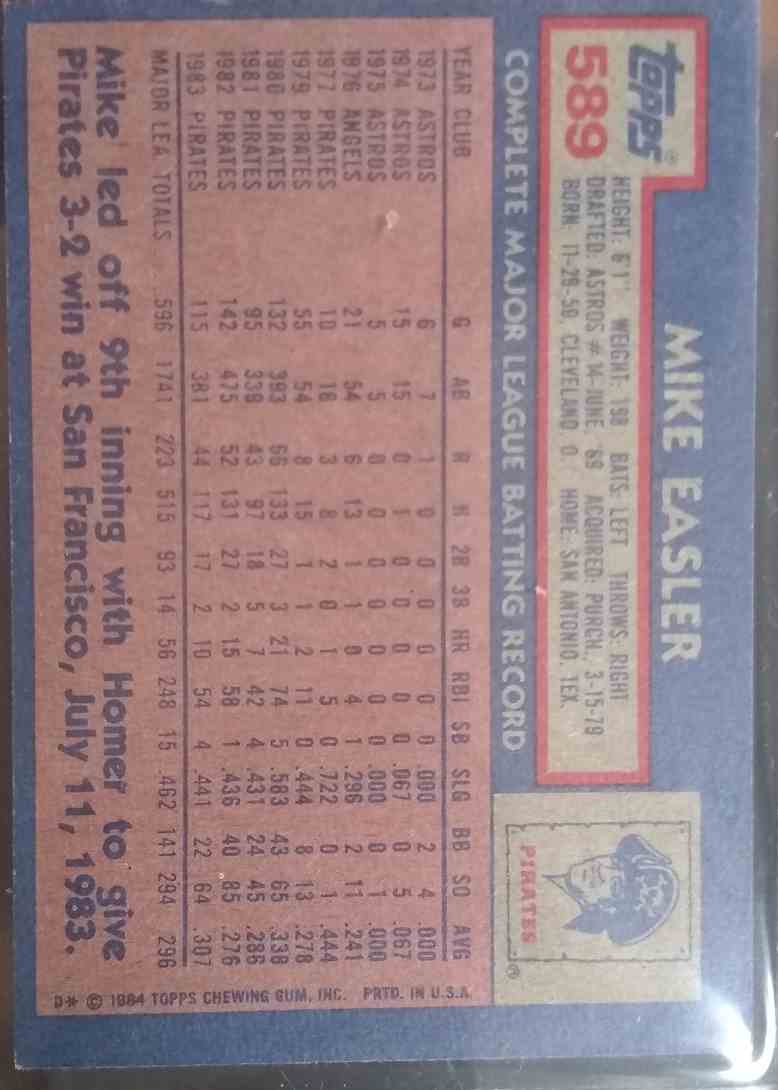 Topps®
589
MIKE EASLER
HEIGHT: 6'1" WEIGHT: 198 BATS: LEFT THROWS: RIGHT
DRAFTED: ASTROS #14-JUNE, '69 ACQUIRED: PURCH., 3-15-79
BORN: 11-29-50, CLEVELAND, O. HOME: SAN ANTONIO, TEX.
PIRATES
®
COMPLETE MAJOR LEAGUE BATTING RECORD
YEAR CLUB G AB R H 2B 3B HR RBI SB SLG BB SO AVG
1973 ASTROS 6 7 1 0 0 0 0 0 0 .000 2 4 .000
1974 ASTROS 15 15 0 1 0 0 0 0 0 .067 0 5 .067
1975 ASTROS 5 5 0 0 0 0 0 0 0 .000 0 1 .000
1976 ANGELS 21 54 6 13 1 1 0 4 1 .296 2 11 .241
1977 PIRATES 10 18 3 8 2 0 1 5 0 .722 0 1 .444
1979 PIRATES 55 54 8 15 1 1 2 11 0 .444 8 13 .278
1980 PIRATES 132 393 66 133 27 3 21 74 5 .583 43 65 .338
1981 PIRATES 95 339 43 97 18 5 7 42 4 .431 24 45 .286
1982 PIRATES 142 475 52 131 27 2 15 58 1 .436 40 85 .276
1983 PIRATES 115 381 44 117 17 2 10 54 4 .441 22 64 .307
MAJOR LEA. TOTALS 596 1741 223 515 93 14 56 248 15 .462 141 294 .296
Mike led off 9th inning with Homer to give
Pirates 3-2 win at San Francisco, July 11, 1983.
D* © 1984 TOPPS CHEWING GUM, INC. PRTD. IN U.S.A.